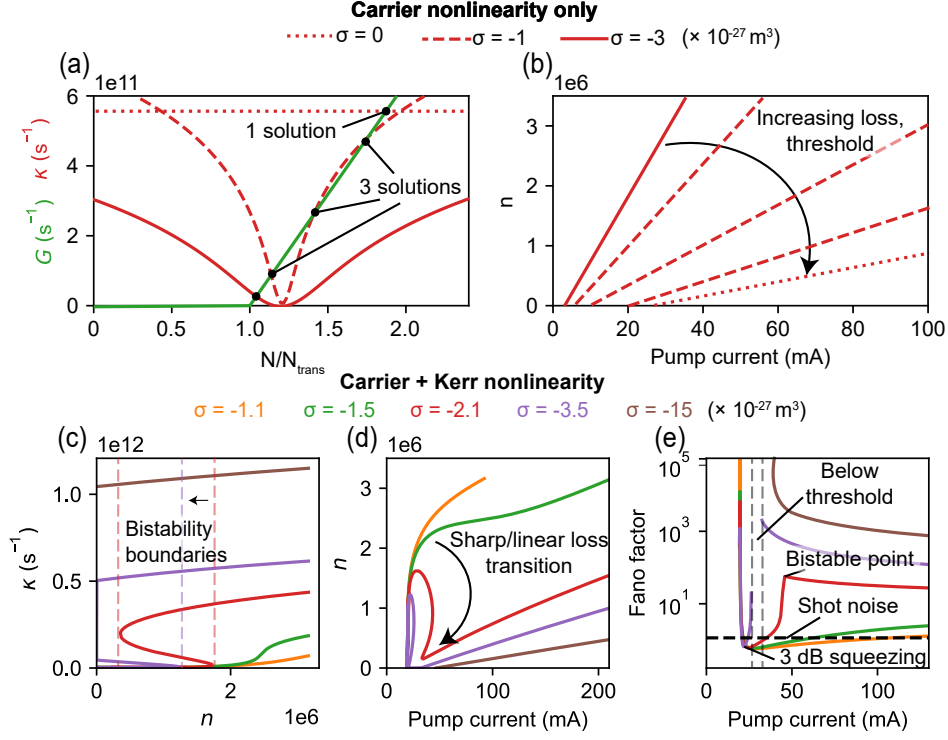 Carrier nonlinearity only
σ = 0 σ = -1 σ = -3 (× 10⁻²⁷ m³)
(a)
1e11
G (s⁻¹) κ (s⁻¹)
6
4
2
0
0 0.5 1.0 1.5 2.0
N/N_trans
1 solution
3 solutions
(b)
1e6
n
3
2
1
0
0 20 40 60 80 100
Pump current (mA)
Increasing loss,
threshold
Carrier + Kerr nonlinearity
σ = -1.1 σ = -1.5 σ = -2.1 σ = -3.5 σ = -15 (× 10⁻²⁷ m³)
(c)
1e12
κ (s⁻¹)
1.0
0.5
0.0
0 2
n 1e6
Bistability
boundaries
(d)
1e6
n
3
2
1
0
0 100 200
Pump current (mA)
Sharp/linear loss
transition
(e)
Fano factor
10⁵
10³
10¹
0 50 100
Pump current (mA)
Below
threshold
Bistable point
Shot noise
3 dB squeezing